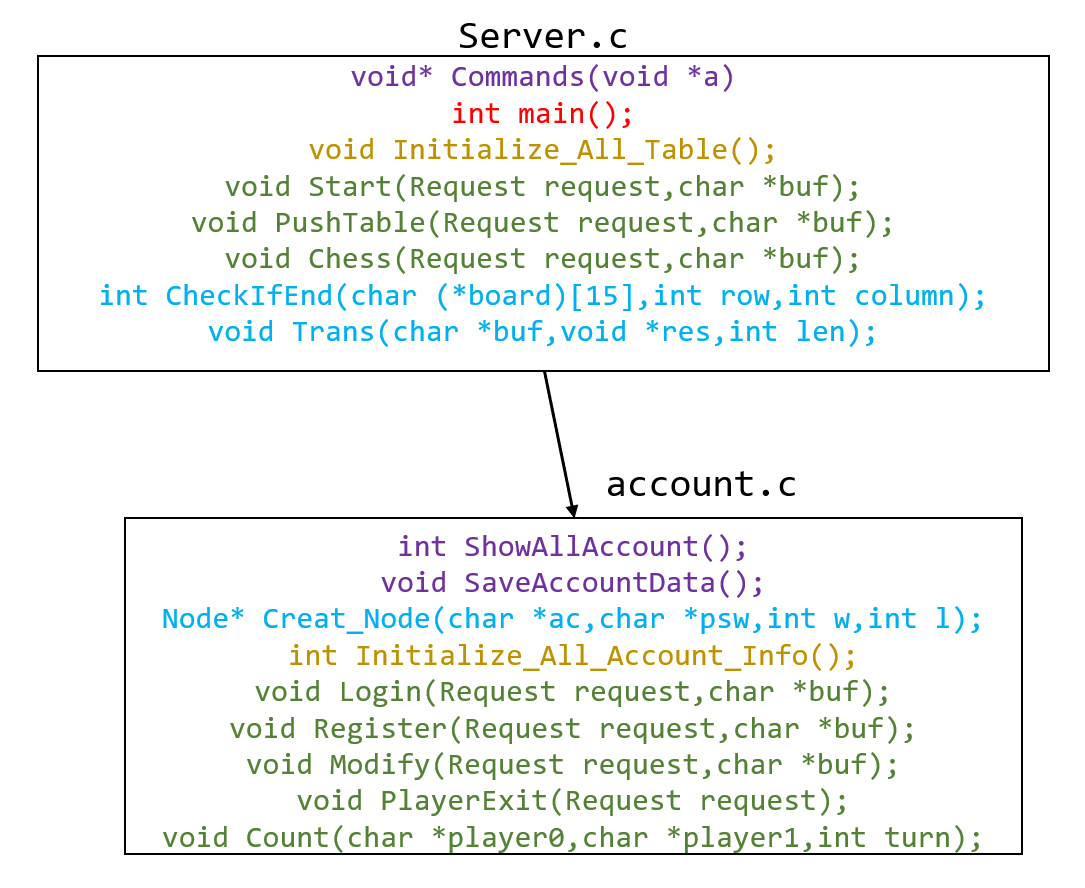 Server.c
void* Commands(void *a)
int main();
void Initialize_All_Table();
void Start(Request request,char *buf);
void PushTable(Request request,char *buf);
void Chess(Request request,char *buf);
int CheckIfEnd(char (*board)[15],int row,int column);
void Trans(char *buf,void *res,int len);
account.c
int ShowAllAccount();
void SaveAccountData();
Node* Creat_Node(char *ac,char *psw,int w,int l);
int Initialize_All_Account_Info();
void Login(Request request,char *buf);
void Register(Request request,char *buf);
void Modify(Request request,char *buf);
void PlayerExit(Request request);
void Count(char *player0,char *player1,int turn);